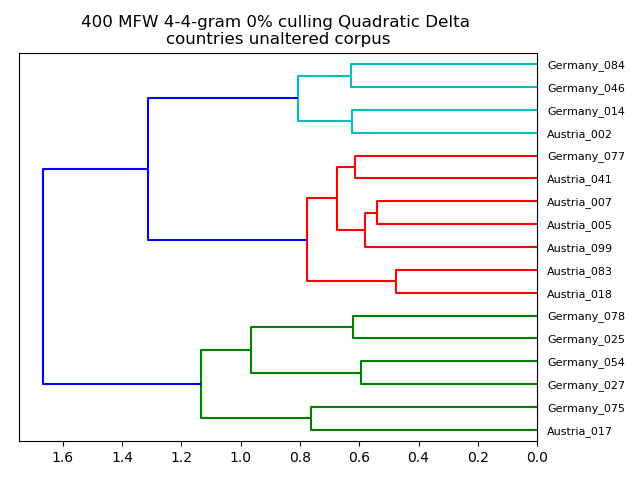 400 MFW 4-4-gram 0% culling Quadratic Delta
countries unaltered corpus
Germany_084
Germany_046
Germany_014
Austria_002
Germany_077
Austria_041
Austria_007
Austria_005
Austria_099
Austria_083
Austria_018
Germany_078
Germany_025
Germany_054
Germany_027
Germany_075
Austria_017
1.6 1.4 1.2 1.0 0.8 0.6 0.4 0.2 0.0